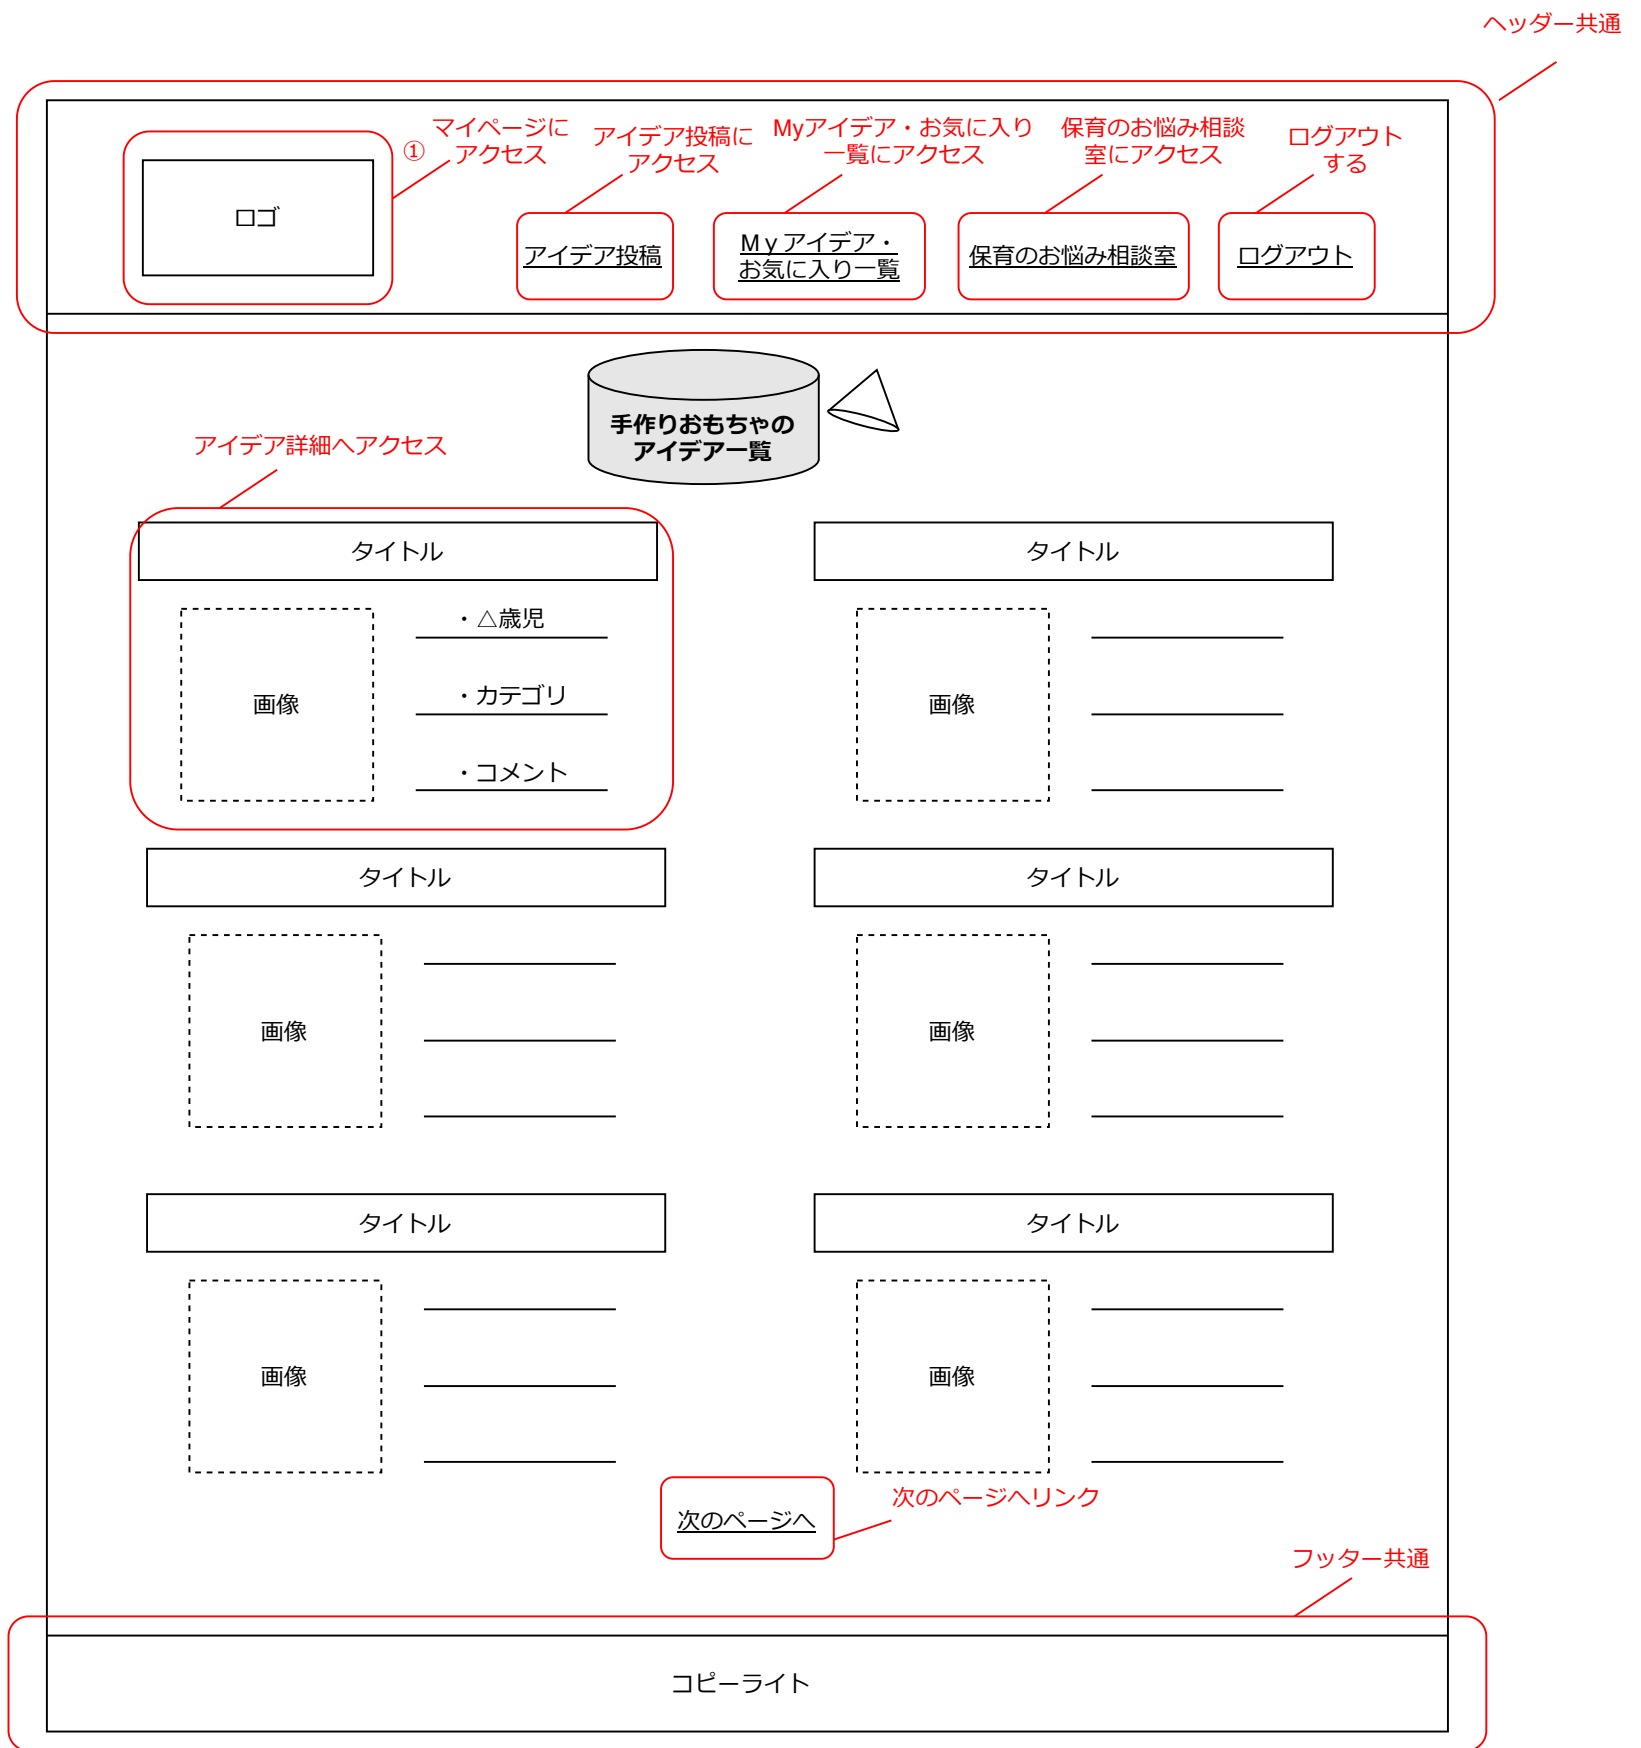 ヘッダー共通
マイページに
アクセス
①
アイデア投稿に
アクセス
Myアイデア・お気に入り
一覧にアクセス
保育のお悩み相談
室にアクセス
ログアウト
する
ロゴ
アイデア投稿
Ｍｙアイデア・
お気に入り一覧
保育のお悩み相談室
ログアウト
手作りおもちゃの
アイデア一覧
アイデア詳細へアクセス
タイトル
タイトル
・△歳児
・カテゴリ
・コメント
画像
画像
タイトル
タイトル
画像
画像
タイトル
タイトル
画像
画像
次のページへ
次のページへリンク
フッター共通
コピーライト